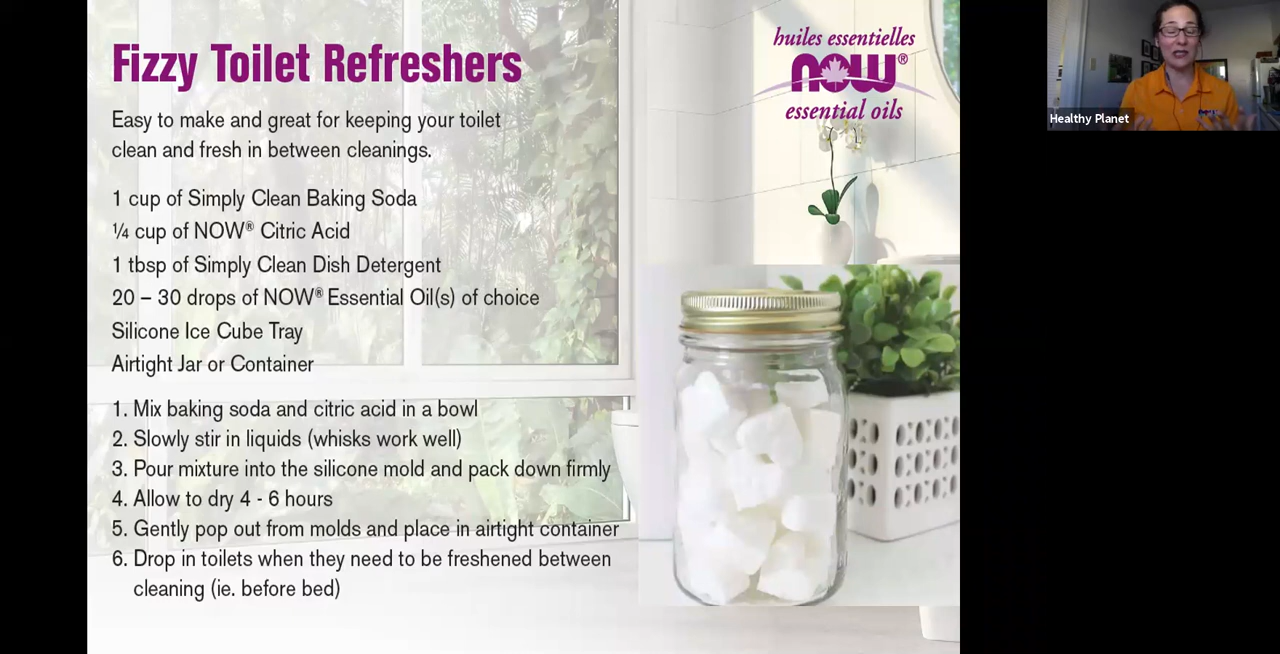 Fizzy Toilet Refreshers
Easy to make and great for keeping your toilet
clean and fresh in between cleanings.
1 cup of Simply Clean Baking Soda
¼ cup of NOW® Citric Acid
1 tbsp of Simply Clean Dish Detergent
20 – 30 drops of NOW® Essential Oil(s) of choice
Silicone Ice Cube Tray
Airtight Jar or Container
1. Mix baking soda and citric acid in a bowl
2. Slowly stir in liquids (whisks work well)
3. Pour mixture into the silicone mold and pack down firmly
4. Allow to dry 4 - 6 hours
5. Gently pop out from molds and place in airtight container
6. Drop in toilets when they need to be freshened between
cleaning (ie. before bed)
huiles essentielles
now®
essential oils
Healthy Planet